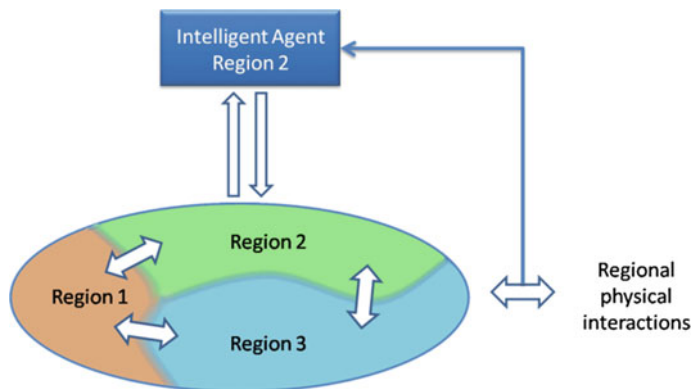 Intelligent Agent
Region 2
Region 2
Region 1
Region 3
Regional
physical
interactions